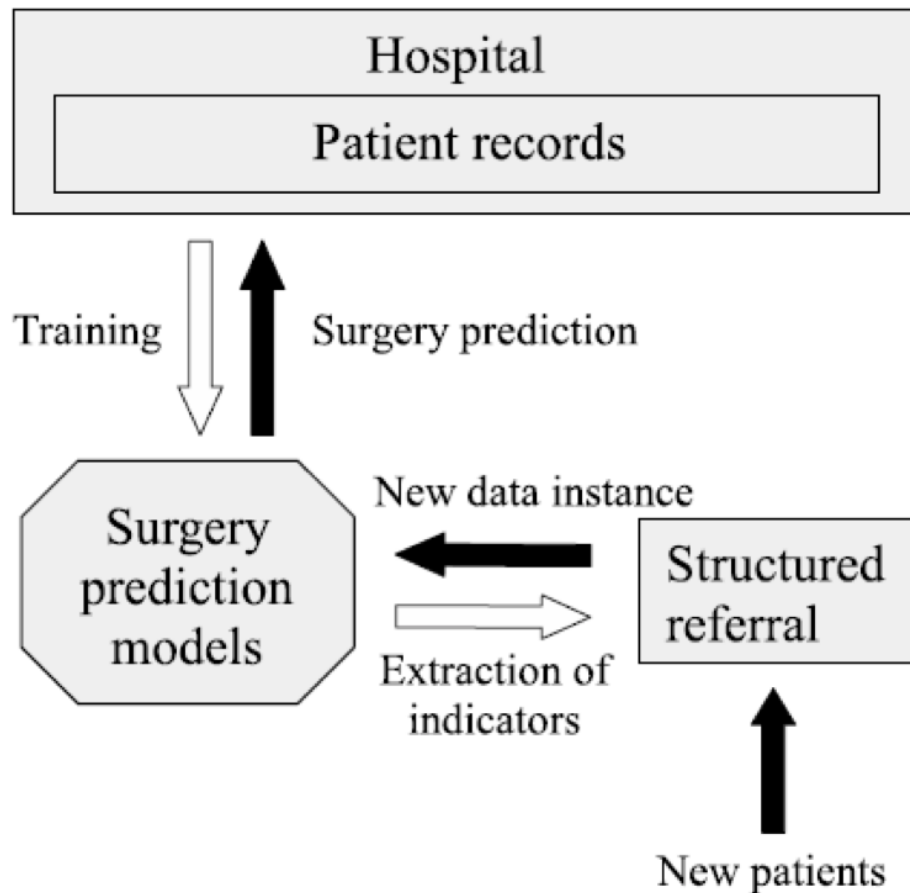 Hospital
Patient records
Training
Surgery prediction
Surgery
prediction
models
New data instance
Extraction of
indicators
Structured
referral
New patients